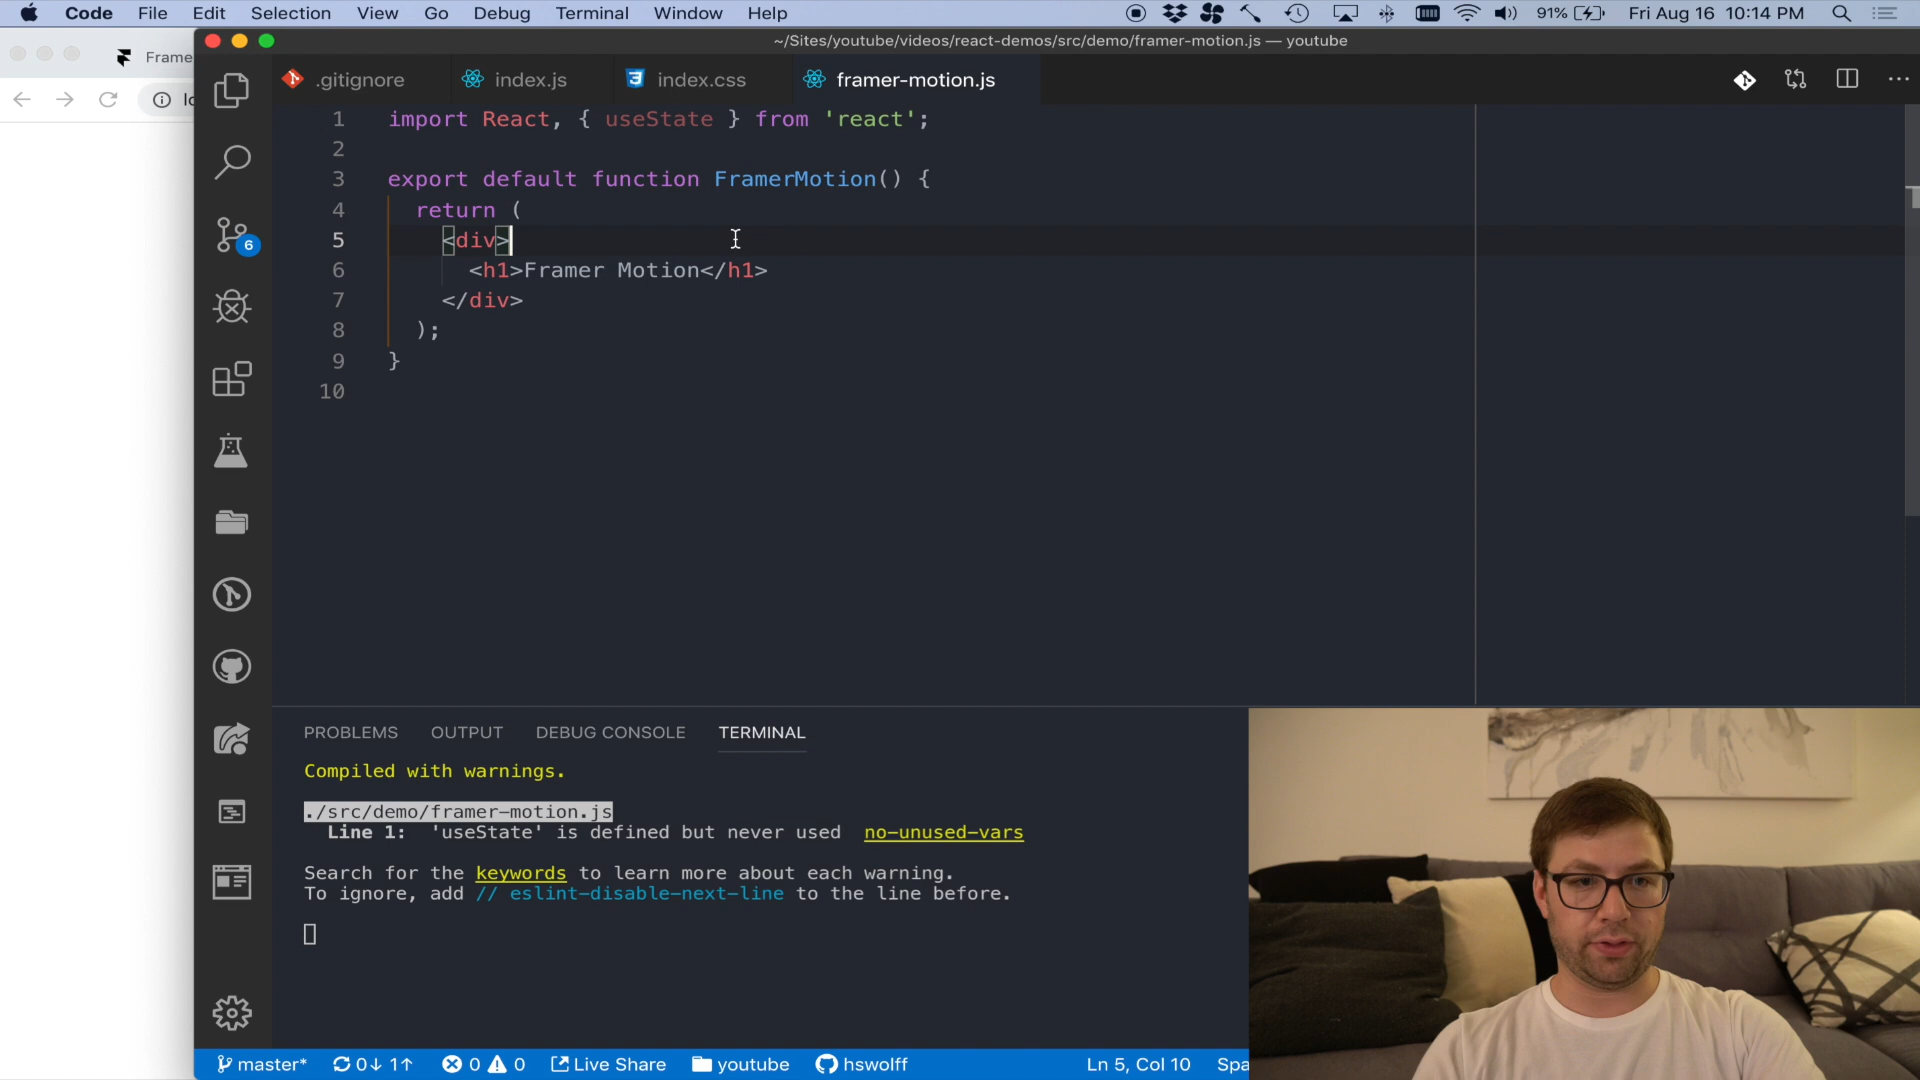 Code File Edit Selection View Go Debug Terminal Window Help 91% Fri Aug 16 10:14 PM
~/Sites/youtube/videos/react-demos/src/demo/framer-motion.js — youtube
Frame
.gitignore index.js index.css framer-motion.js
1 import React, { useState } from 'react';
2
3 export default function FramerMotion() {
4 return (
5 <div>
6 <h1>Framer Motion</h1>
7 </div>
8 );
9 }
10
6
PROBLEMS OUTPUT DEBUG CONSOLE TERMINAL
Compiled with warnings.
./src/demo/framer-motion.js
Line 1: 'useState' is defined but never used no-unused-vars
Search for the keywords to learn more about each warning.
To ignore, add // eslint-disable-next-line to the line before.
master* 0↓ 1↑ 0 0 Live Share youtube hswolff Ln 5, Col 10 Spa